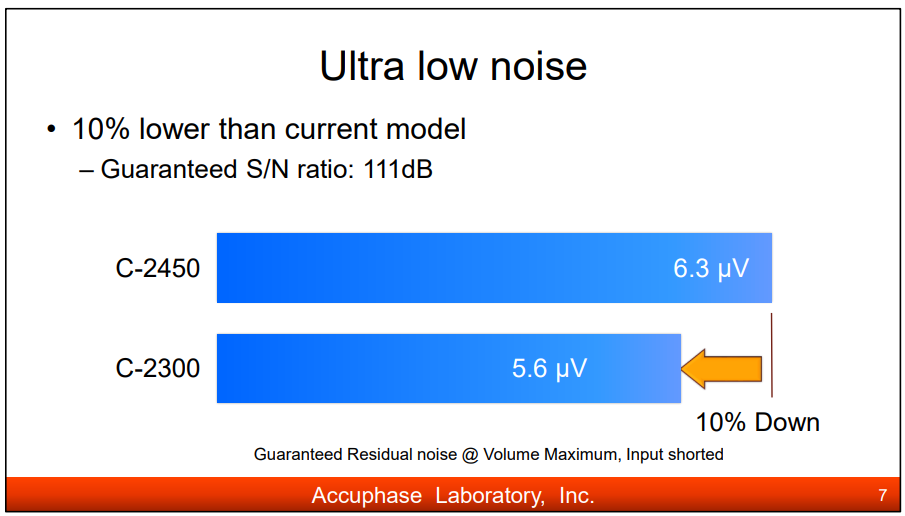 Ultra low noise
• 10% lower than current model
– Guaranteed S/N ratio: 111dB
C-2450 6.3 µV
C-2300 5.6 µV
10% Down
Guaranteed Residual noise @ Volume Maximum, Input shorted
Accuphase Laboratory, Inc. 7